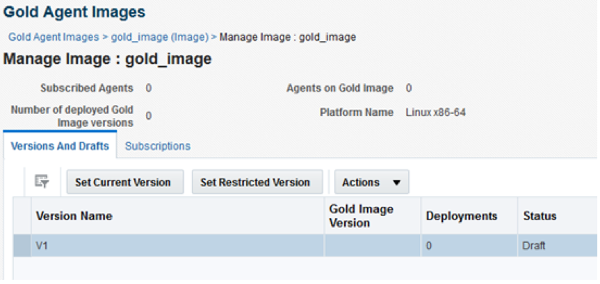 Gold Agent Images
Gold Agent Images > gold_image (Image) > Manage Image : gold_image
Manage Image : gold_image
Subscribed Agents 0 Agents on Gold Image 0
Number of deployed Gold Image versions 0 Platform Name Linux x86-64
Versions And Drafts Subscriptions
Set Current Version Set Restricted Version Actions
Version Name Gold Image Version Deployments Status
V1 0 Draft